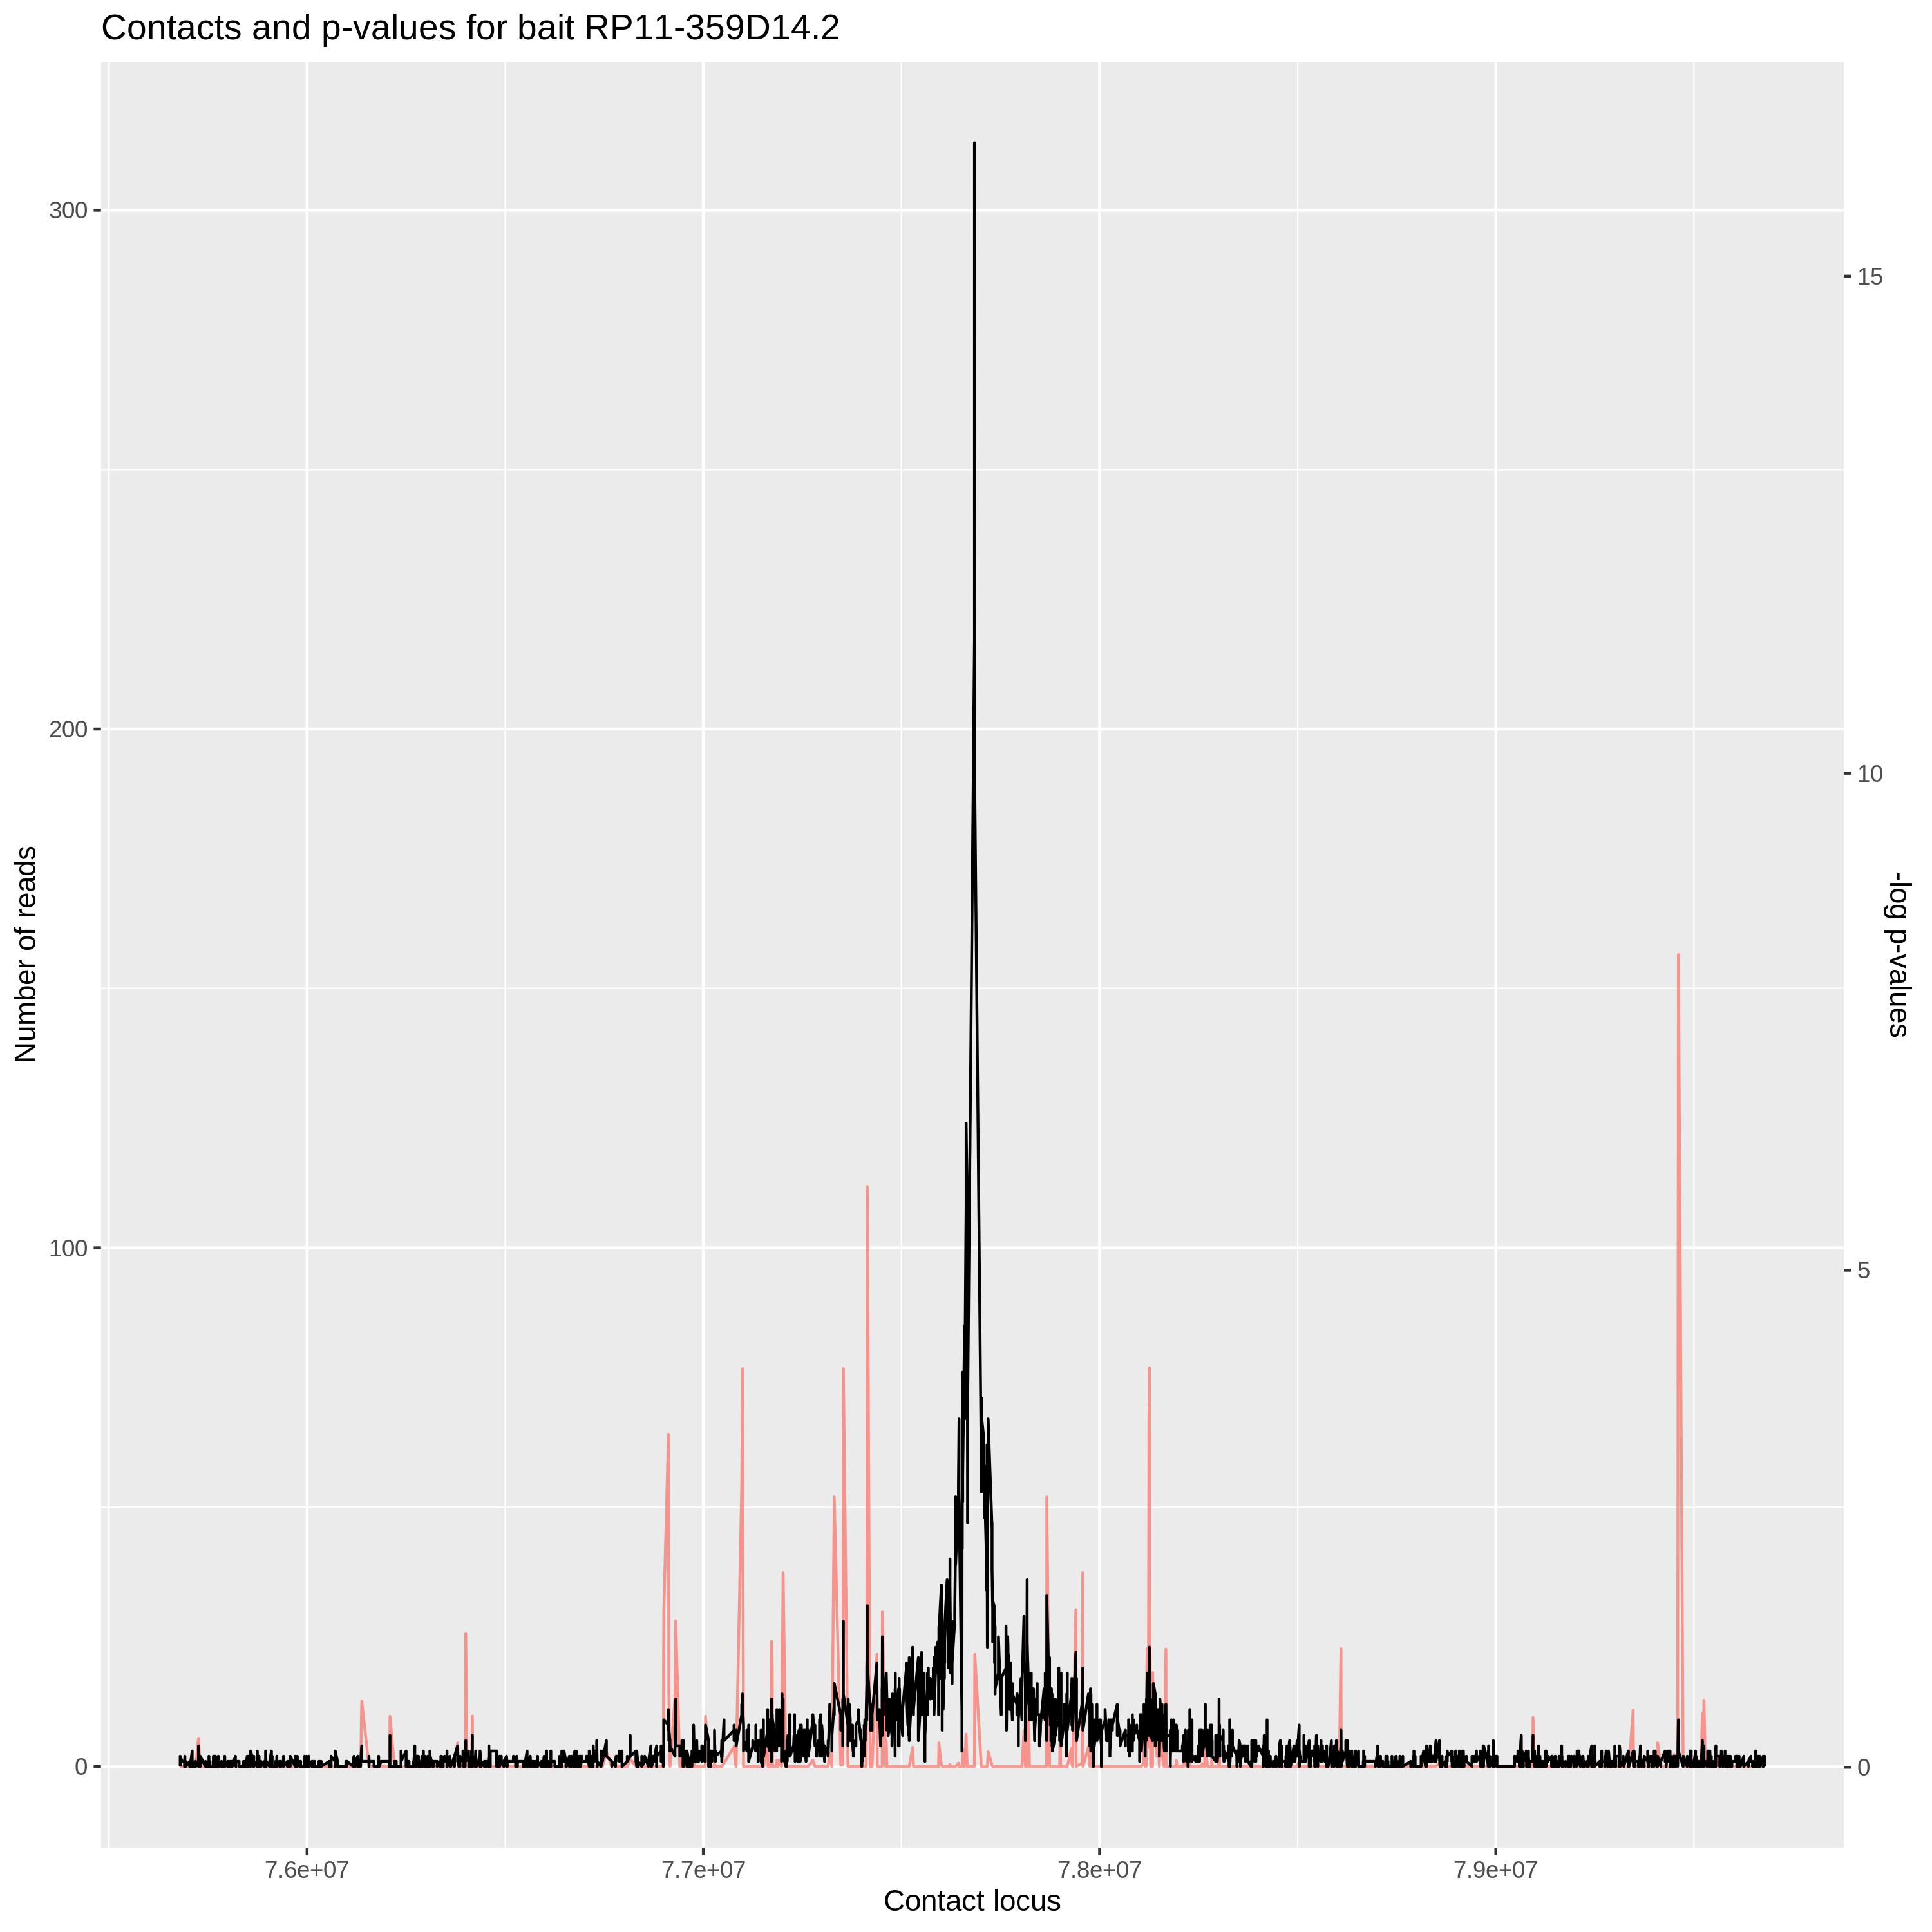 Contacts and p-values for bait RP11-359D14.2
300
200
100
0
15
10
5
0
Number of reads
-log p-values
7.6e+07
7.7e+07
7.8e+07
7.9e+07
Contact locus